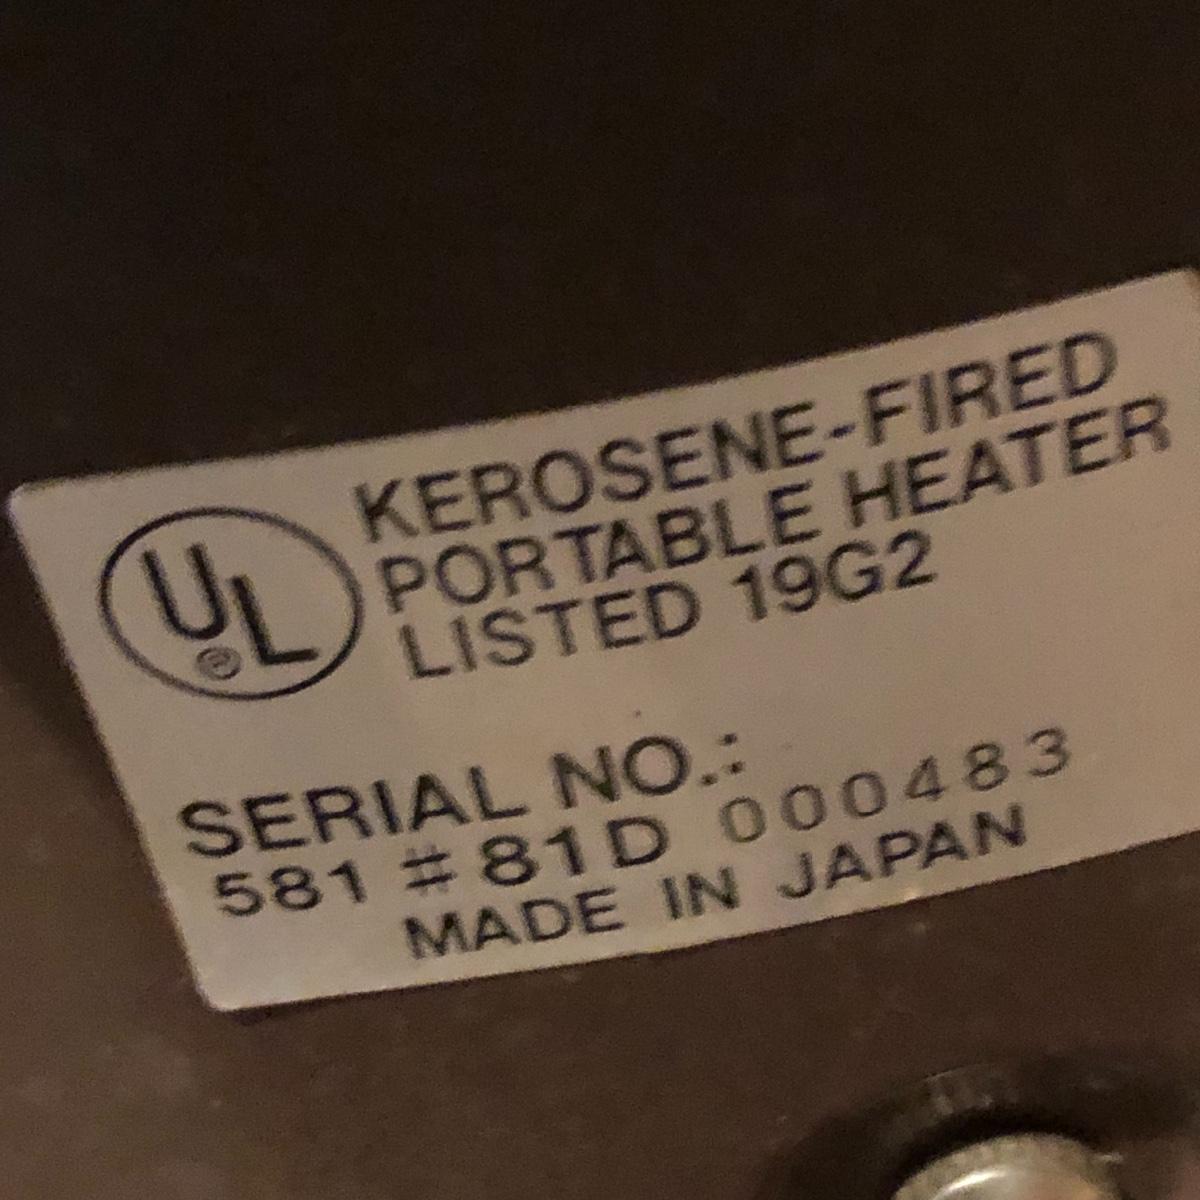 UL®
KEROSENE-FIRED
PORTABLE HEATER
LISTED 19G2
SERIAL NO.:
581 #81D 000483
MADE IN JAPAN